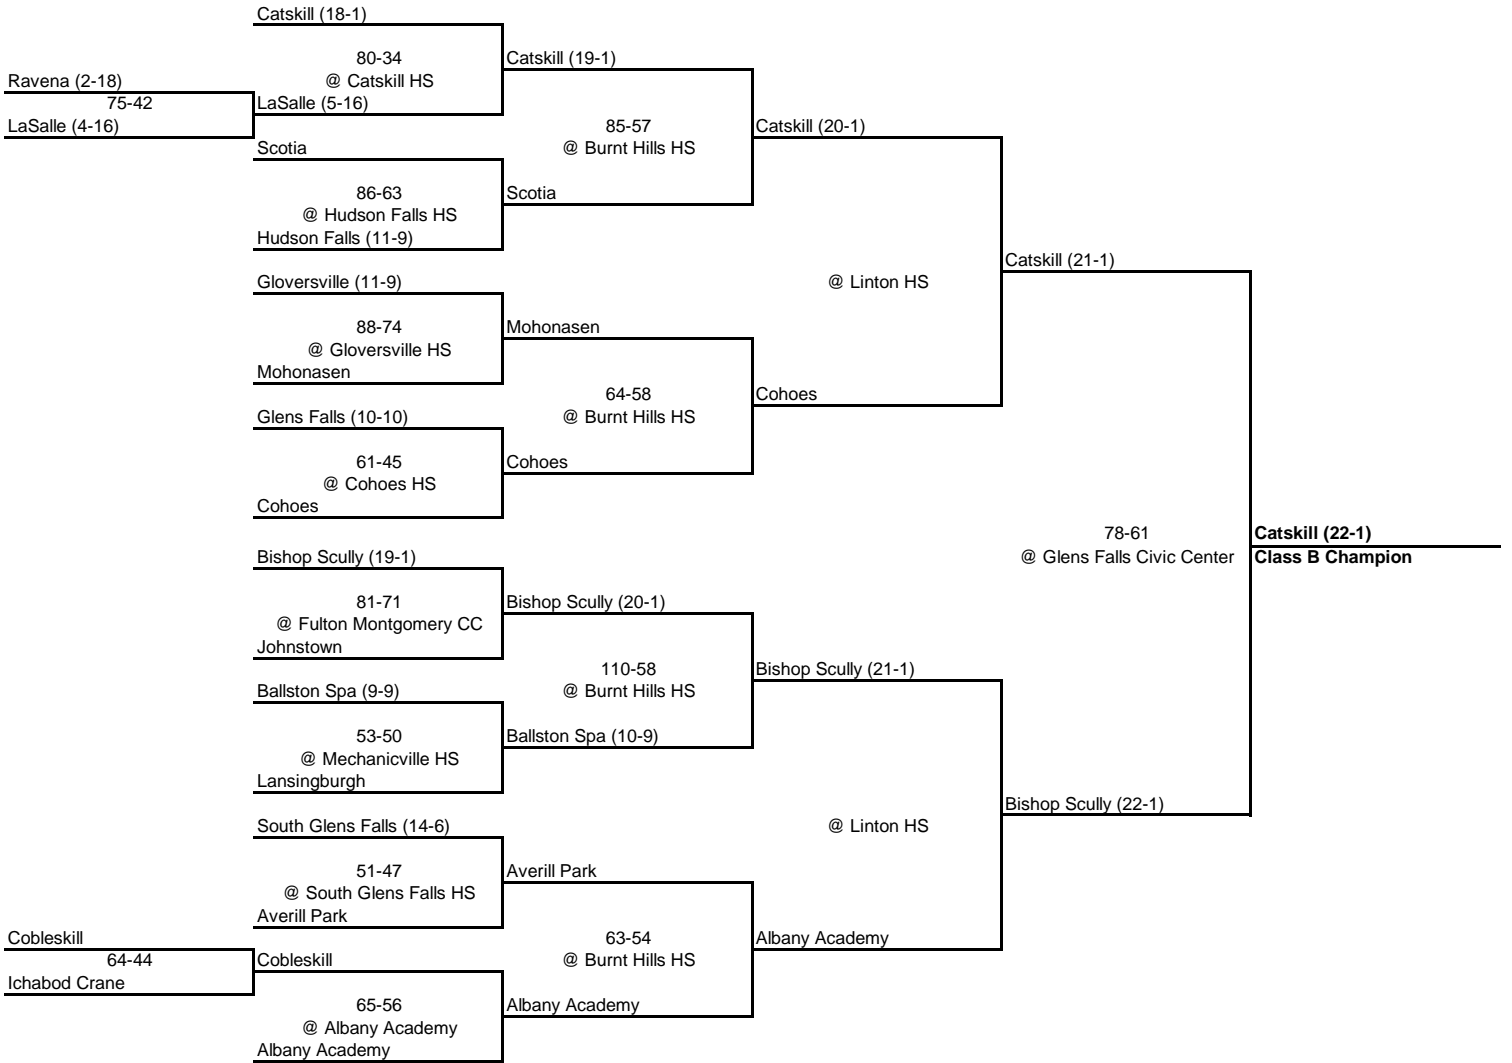 Catskill (18-1)
80-34
@ Catskill HS
Catskill (19-1)
Ravena (2-18)
75-42
LaSalle (4-16)
LaSalle (5-16)
85-57
@ Burnt Hills HS
Catskill (20-1)
Scotia
86-63
@ Hudson Falls HS
Scotia
Hudson Falls (11-9)
@ Linton HS
Catskill (21-1)
Gloversville (11-9)
88-74
@ Gloversville HS
Mohonasen
Mohonasen
64-58
@ Burnt Hills HS
Cohoes
Glens Falls (10-10)
61-45
@ Cohoes HS
Cohoes
Cohoes
78-61
@ Glens Falls Civic Center
Catskill (22-1)
Class B Champion
Bishop Scully (19-1)
81-71
@ Fulton Montgomery CC
Bishop Scully (20-1)
Johnstown
110-58
@ Burnt Hills HS
Bishop Scully (21-1)
Ballston Spa (9-9)
53-50
@ Mechanicville HS
Ballston Spa (10-9)
Lansingburgh
@ Linton HS
Bishop Scully (22-1)
South Glens Falls (14-6)
51-47
@ South Glens Falls HS
Averill Park
Averill Park
63-54
@ Burnt Hills HS
Albany Academy
Cobleskill
64-44
Ichabod Crane
Cobleskill
65-56
@ Albany Academy
Albany Academy
Albany Academy